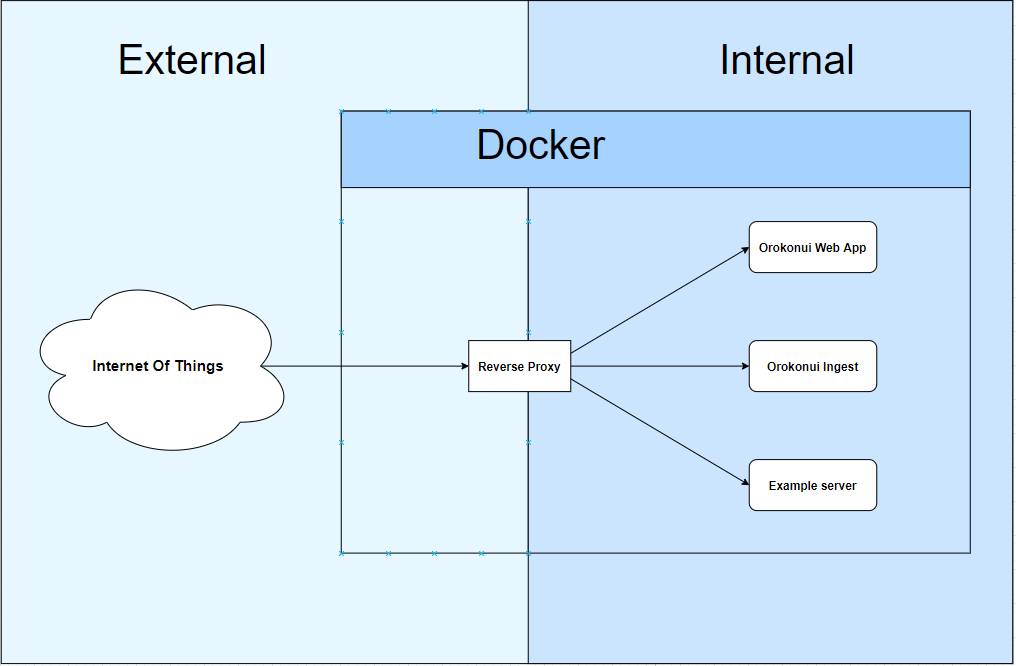 External
Internal
Docker
Orokonui Web App
Internet Of Things
Reverse Proxy
Orokonui Ingest
Example server